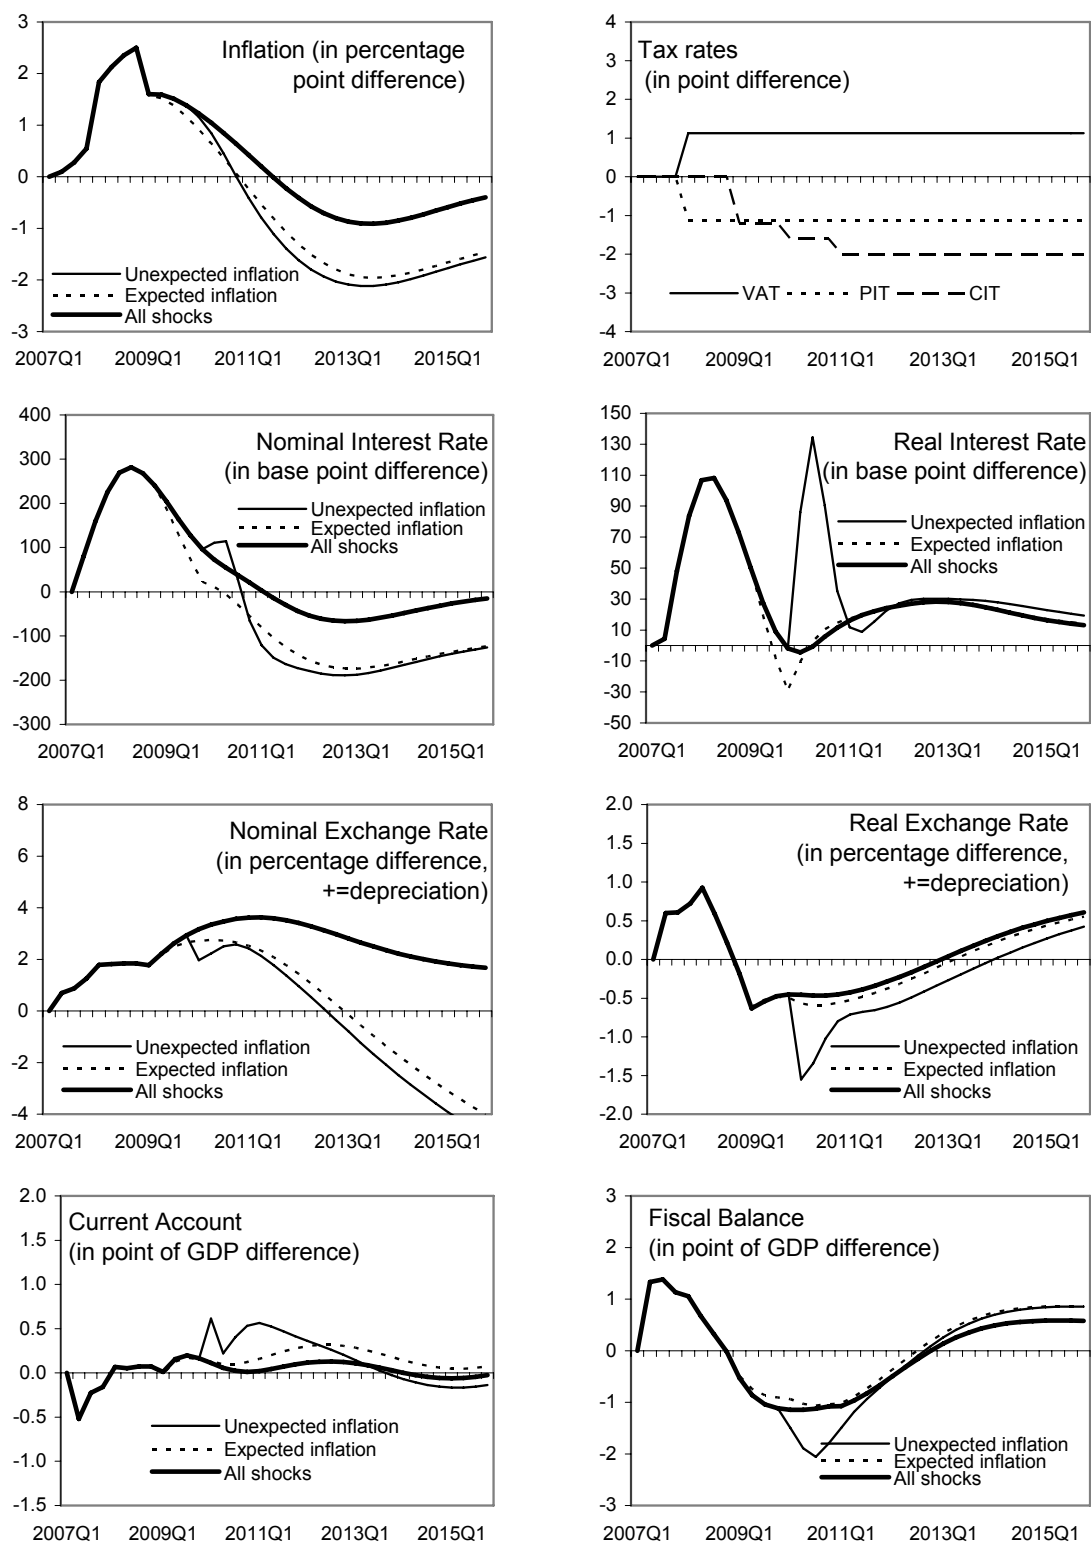 Inflation (in percentage
point difference)
3
2
1
0
-1
-2
-3
Unexpected inflation
Expected inflation
All shocks
2007Q1 2009Q1 2011Q1 2013Q1 2015Q1
Tax rates
(in point difference)
4
3
2
1
0
-1
-2
-3
-4
VAT PIT CIT
2007Q1 2009Q1 2011Q1 2013Q1 2015Q1
Nominal Interest Rate
(in base point difference)
400
300
200
100
0
-100
-200
-300
Unexpected inflation
Expected inflation
All shocks
2007Q1 2009Q1 2011Q1 2013Q1 2015Q1
Real Interest Rate
(in base point difference)
150
130
110
90
70
50
30
10
-10
-30
-50
Unexpected inflation
Expected inflation
All shocks
2007Q1 2009Q1 2011Q1 2013Q1 2015Q1
Nominal Exchange Rate
(in percentage difference,
+=depreciation)
8
6
4
2
0
-2
-4
Unexpected inflation
Expected inflation
All shocks
2007Q1 2009Q1 2011Q1 2013Q1 2015Q1
Real Exchange Rate
(in percentage difference,
+=depreciation)
2.0
1.5
1.0
0.5
0.0
-0.5
-1.0
-1.5
-2.0
Unexpected inflation
Expected inflation
All shocks
2007Q1 2009Q1 2011Q1 2013Q1 2015Q1
Current Account
(in point of GDP difference)
2.0
1.5
1.0
0.5
0.0
-0.5
-1.0
-1.5
Unexpected inflation
Expected inflation
All shocks
2007Q1 2009Q1 2011Q1 2013Q1 2015Q1
Fiscal Balance
(in point of GDP difference)
3
2
1
0
-1
-2
-3
Unexpected inflation
Expected inflation
All shocks
2007Q1 2009Q1 2011Q1 2013Q1 2015Q1